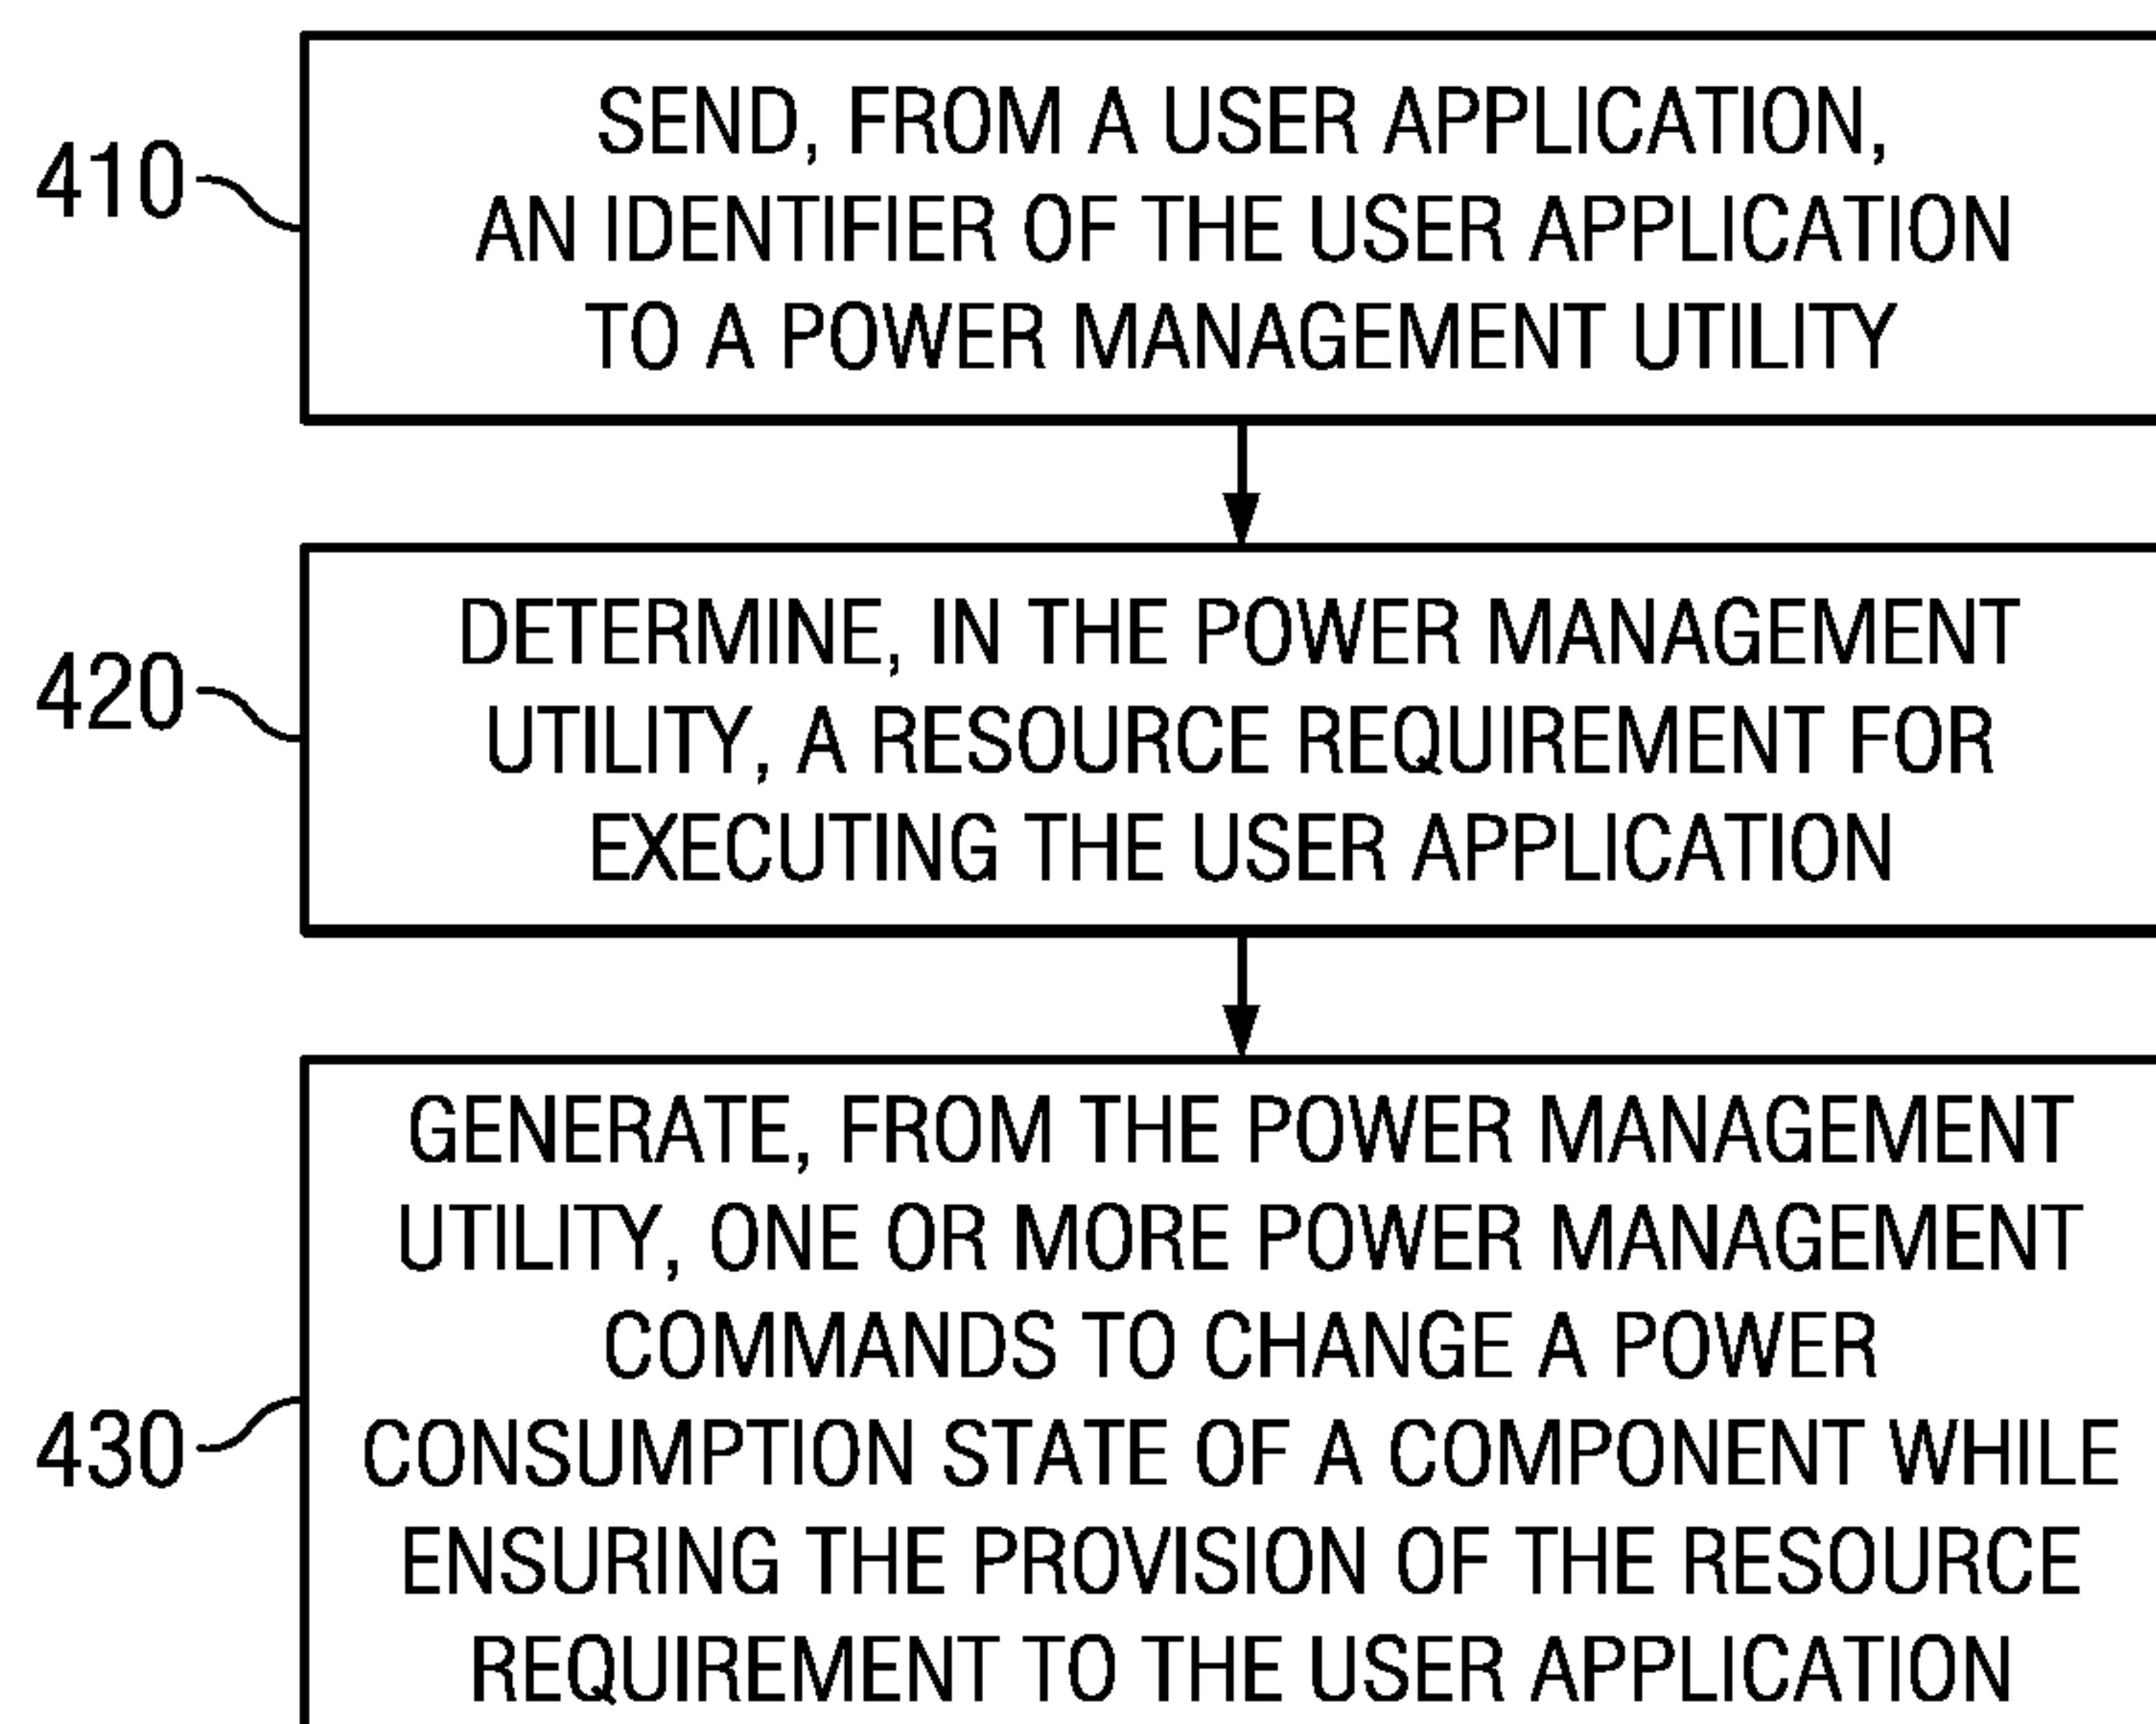 410
SEND, FROM A USER APPLICATION,
AN IDENTIFIER OF THE USER APPLICATION
TO A POWER MANAGEMENT UTILITY
420
DETERMINE, IN THE POWER MANAGEMENT
UTILITY, A RESOURCE REQUIREMENT FOR
EXECUTING THE USER APPLICATION
430
GENERATE, FROM THE POWER MANAGEMENT
UTILITY, ONE OR MORE POWER MANAGEMENT
COMMANDS TO CHANGE A POWER
CONSUMPTION STATE OF A COMPONENT WHILE
ENSURING THE PROVISION OF THE RESOURCE
REQUIREMENT TO THE USER APPLICATION